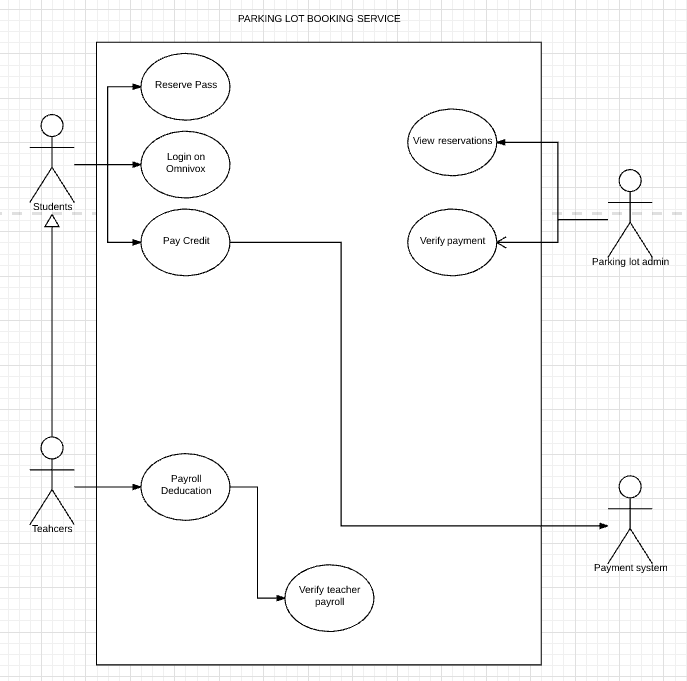 PARKING LOT BOOKING SERVICE
Reserve Pass
Login on
Omnivox
Students
Pay Credit
View reservations
Verify payment
Parking lot admin
Teahcers
Payroll
Deducation
Verify teacher
payroll
Payment system